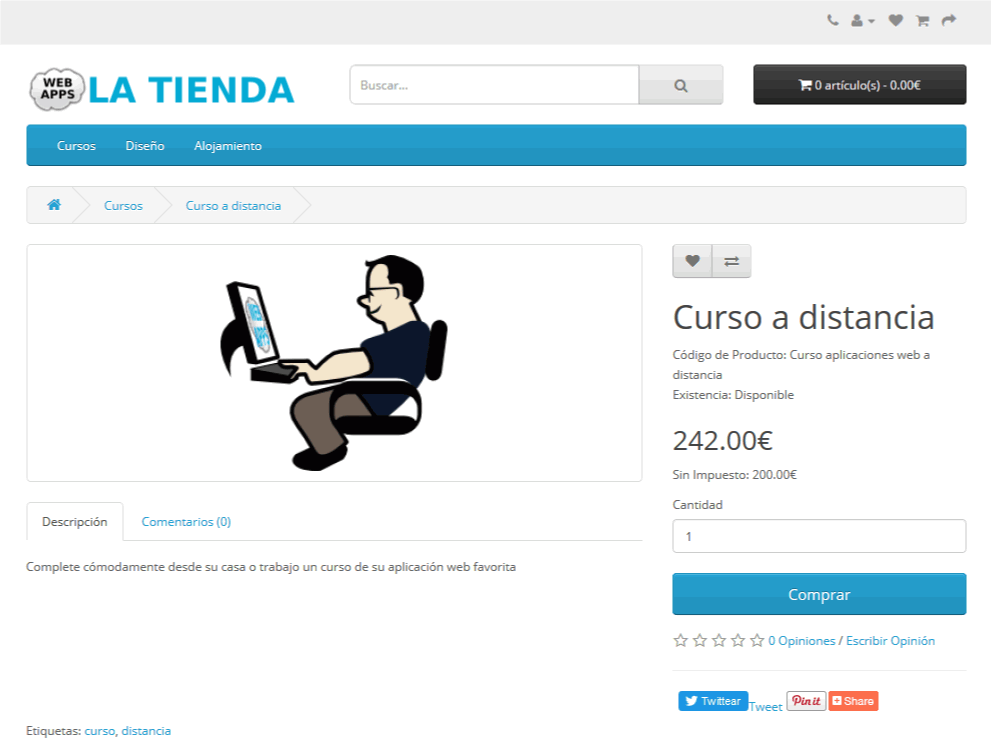 WEB
APPS
LA TIENDA
Buscar...
0 artículo(s) - 0.00€
Cursos
Diseño
Alojamiento
Cursos
Curso a distancia
WEB
APPS
Curso a distancia
Código de Producto: Curso aplicaciones web a
distancia
Existencia: Disponible
242.00€
Sin Impuesto: 200.00€
Cantidad
1
Comprar
0 Opiniones / Escribir Opinión
Twittear
Tweet
Pin it
Share
Descripción
Comentarios (0)
Complete cómodamente desde su casa o trabajo un curso de su aplicación web favorita
Etiquetas: curso, distancia